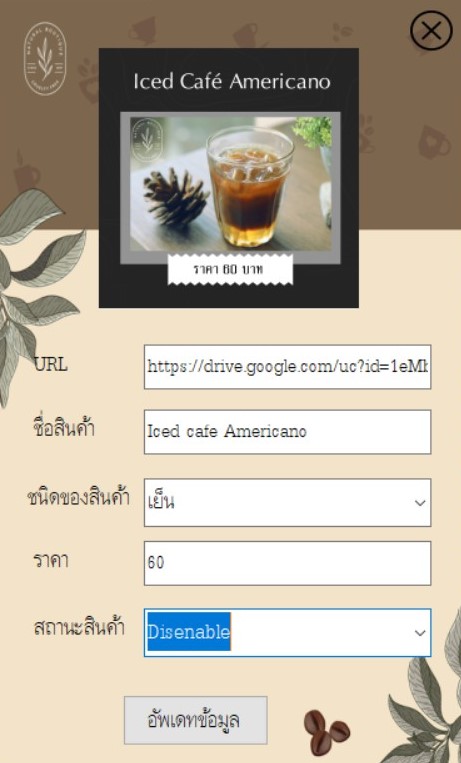 Iced Café Americano
ราคา 60 บาท
URL
https://drive.google.com/uc?id=1eM
ชื่อสินค้า
Iced cafe Americano
ชนิดของสินค้า
เย็น
ราคา
60
สถานะสินค้า
Disenable
อัพเดทข้อมูล